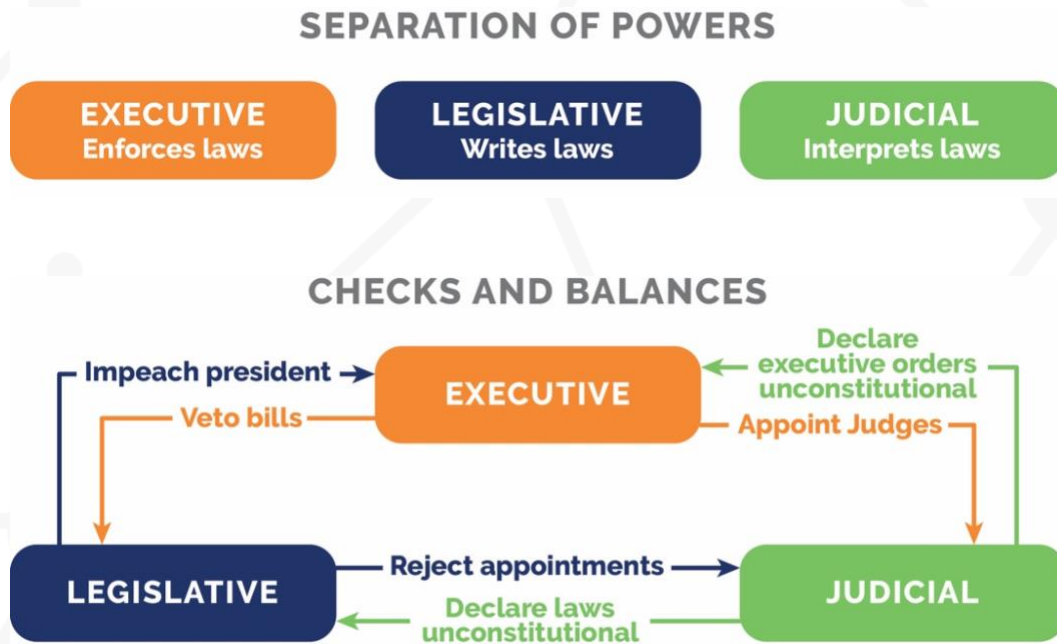 SEPARATION OF POWERS
EXECUTIVE
Enforces laws
LEGISLATIVE
Writes laws
JUDICIAL
Interprets laws
CHECKS AND BALANCES
Impeach president
Veto bills
EXECUTIVE
Declare
executive orders
unconstitutional
Appoint Judges
LEGISLATIVE
Reject appointments
Declare laws
unconstitutional
JUDICIAL